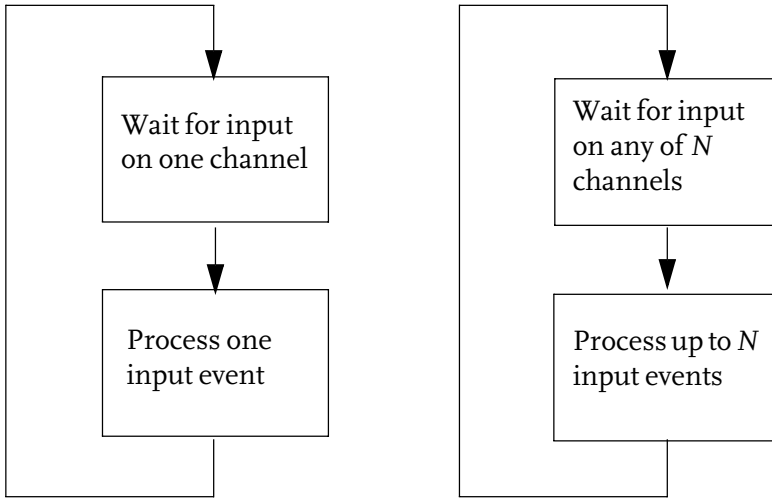 Wait for input
on one channel
Process one
input event
Wait for input
on any of N
channels
Process up to N
input events